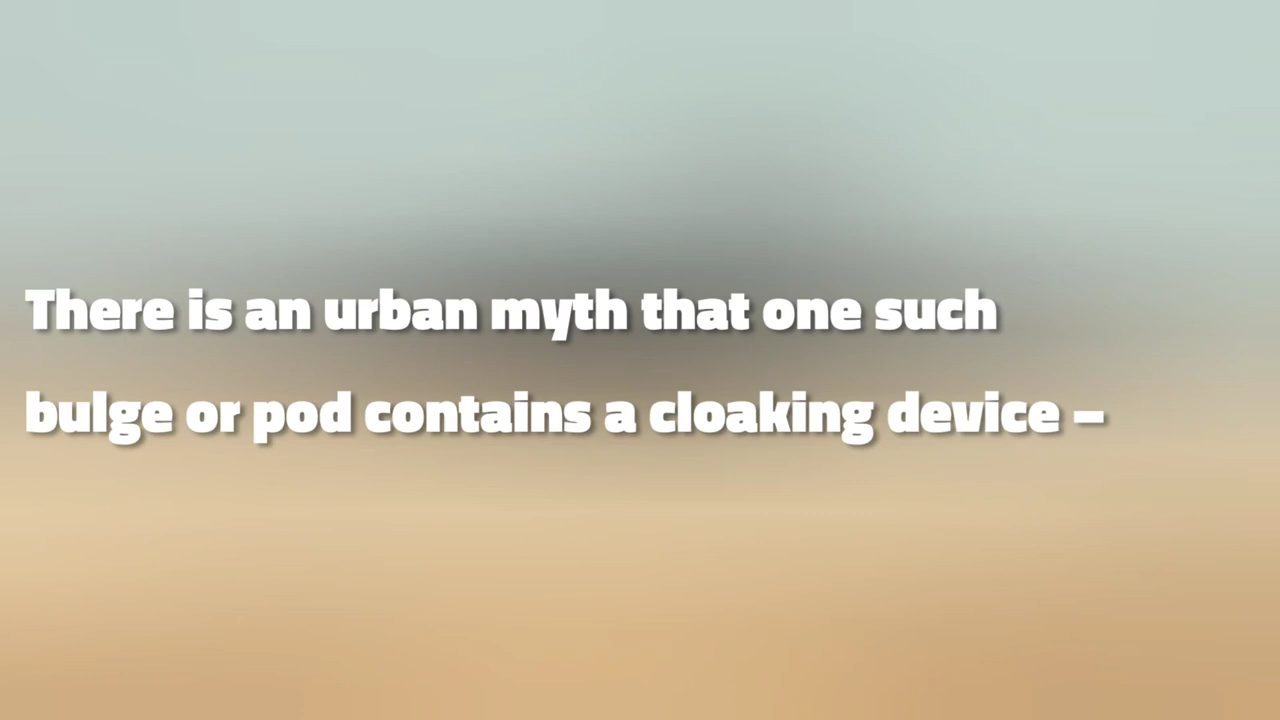 There is an urban myth that one such
bulge or pod contains a cloaking device –